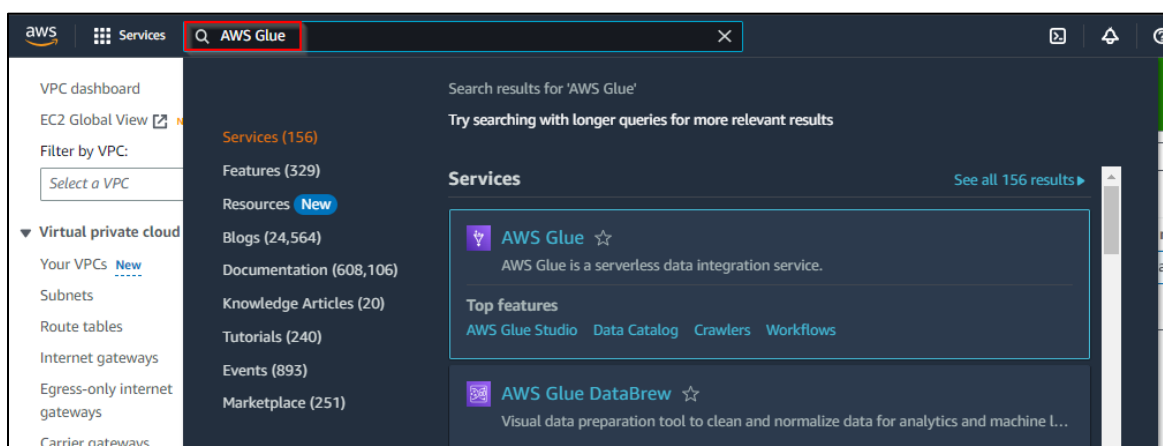 aws
Services
AWS Glue
VPC dashboard
EC2 Global View
Filter by VPC:
Select a VPC
Virtual private cloud
Your VPCs New
Subnets
Route tables
Internet gateways
Egress-only internet
gateways
Carrier gateways
Services (156)
Features (329)
Resources New
Blogs (24,564)
Documentation (608,106)
Knowledge Articles (20)
Tutorials (240)
Events (893)
Marketplace (251)
Search results for 'AWS Glue'
Try searching with longer queries for more relevant results
Services
See all 156 results
AWS Glue
AWS Glue is a serverless data integration service.
Top features
AWS Glue Studio Data Catalog Crawlers Workflows
AWS Glue DataBrew
Visual data preparation tool to clean and normalize data for analytics and machine l...